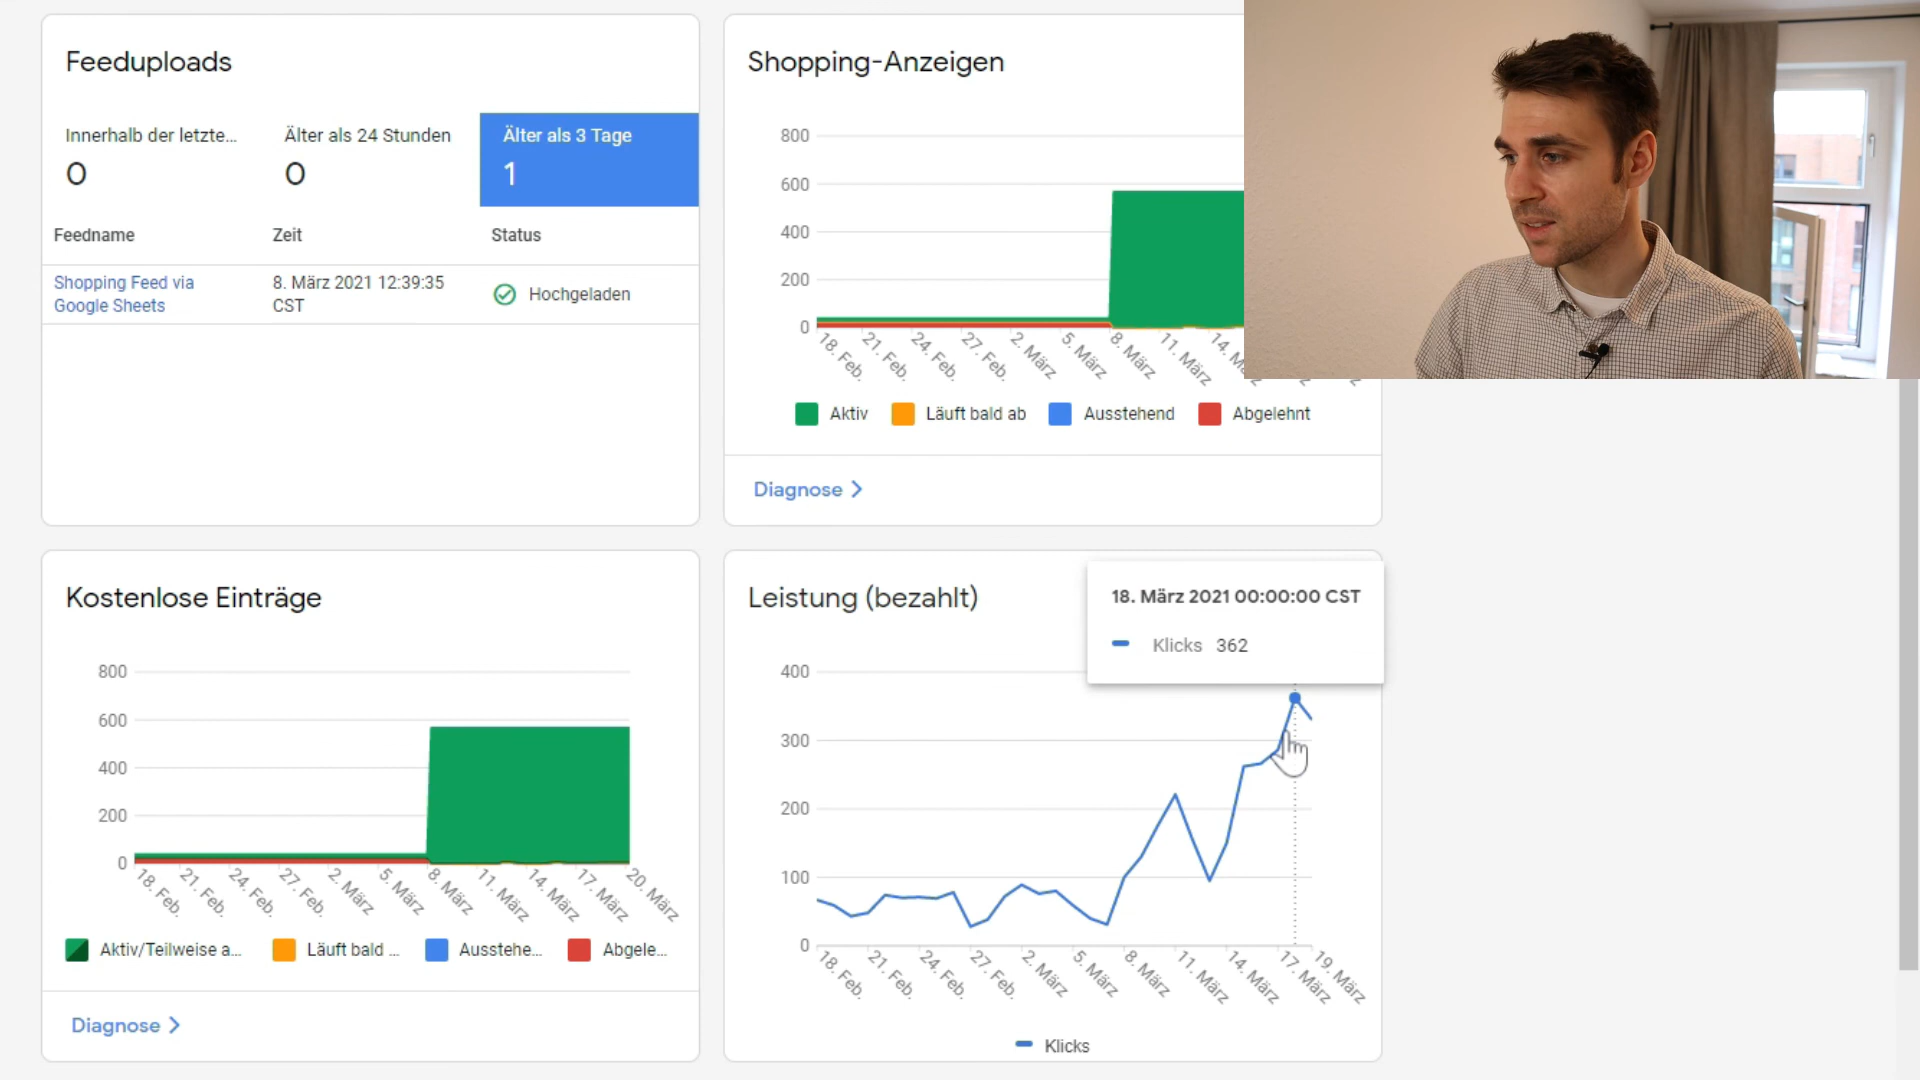 Feeduploads
Innerhalb der letzte...
0
Älter als 24 Stunden
0
Älter als 3 Tage
1
Feedname Zeit Status
Shopping Feed via
Google Sheets
8. März 2021 12:39:35
CST
Hochgeladen
Shopping-Anzeigen
800
600
400
200
0
18. Feb. 21. Feb. 24. Feb. 27. Feb. 2. März 5. März 8. März 11. März
Aktiv Läuft bald ab Ausstehend Abgelehnt
Diagnose
Kostenlose Einträge
800
600
400
200
0
18. Feb. 21. Feb. 24. Feb. 27. Feb. 2. März 5. März 8. März 11. März 14. März 17. März 20. März
Aktiv/Teilweise a... Läuft bald ... Ausstehe... Abgele...
Diagnose
Leistung (bezahlt)
18. März 2021 00:00:00 CST
Klicks 362
400
300
200
100
0
18. Feb. 21. Feb. 24. Feb. 27. Feb. 2. März 5. März 8. März 11. März 14. März 17. März 19. März
Klicks